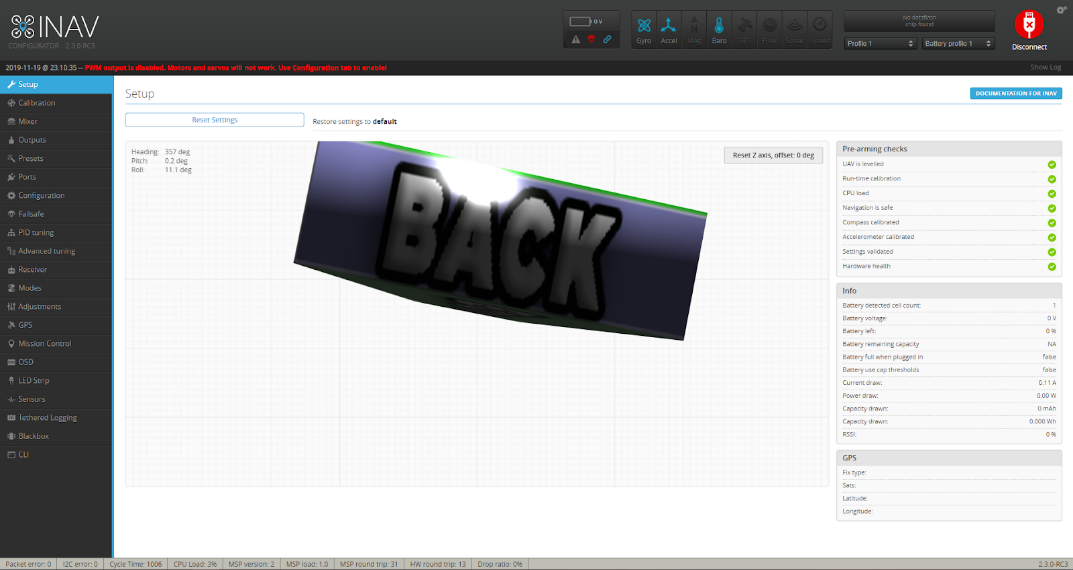 INAV
CONFIGURATOR 2.3.0-RC3
0 V
Gyro
Accel
Mag
Baro
GPS
Flow
Sonar
Speed
No dataflash
chip found
Profile 1
Battery profile 1
Disconnect
2019-11-19 @ 23:10:35 -- PWM output is disabled. Motors and servos will not work. Use Configuration tab to enable!
Show Log
Setup
Calibration
Mixer
Outputs
Presets
Ports
Configuration
Failsafe
PID tuning
Advanced tuning
Receiver
Modes
Adjustments
GPS
Mission Control
OSD
LED Strip
Sensors
Tethered Logging
Blackbox
CLI
Setup
DOCUMENTATION FOR INAV
Reset Settings
Restore settings to default
Heading: 357 deg
Pitch: 0.2 deg
Roll: 11.1 deg
Reset Z axis, offset: 0 deg
BACK
Pre-arming checks
UAV is levelled
Run-time calibration
CPU load
Navigation is safe
Compass calibrated
Accelerometer calibrated
Settings validated
Hardware health
Info
Battery detected cell count: 1
Battery voltage: 0 V
Battery left: 0 %
Battery remaining capacity NA
Battery full when plugged in false
Battery use cap thresholds false
Current draw: 0.11 A
Power draw: 0.00 W
Capacity drawn: 0 mAh
Capacity drawn: 0.000 Wh
RSSI: 0 %
GPS
Fix type:
Sats:
Latitude:
Longitude:
Packet error: 0
I2C error: 0
Cycle Time: 1006
CPU Load: 3%
MSP version: 2
MSP load: 1.0
MSP round trip: 31
HW round trip: 13
Drop ratio: 0%
2.3.0-RC3